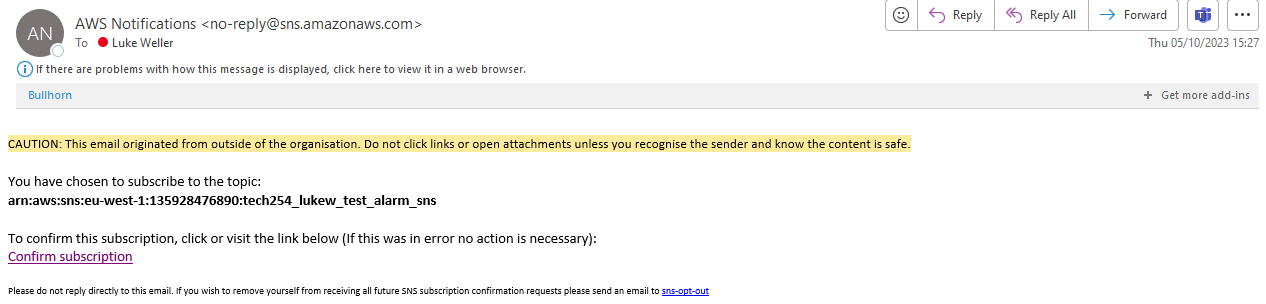 AN
AWS Notifications <no-reply@sns.amazonaws.com>
To Luke Weller
Reply
Reply All
Forward
Thu 05/10/2023 15:27
If there are problems with how this message is displayed, click here to view it in a web browser.
Bullhorn
+ Get more add-ins
CAUTION: This email originated from outside of the organisation. Do not click links or open attachments unless you recognise the sender and know the content is safe.
You have chosen to subscribe to the topic:
arn:aws:sns:eu-west-1:135928476890:tech254_lukew_test_alarm_sns
To confirm this subscription, click or visit the link below (If this was in error no action is necessary):
Confirm subscription
Please do not reply directly to this email. If you wish to remove yourself from receiving all future SNS subscription confirmation requests please send an email to sns-opt-out